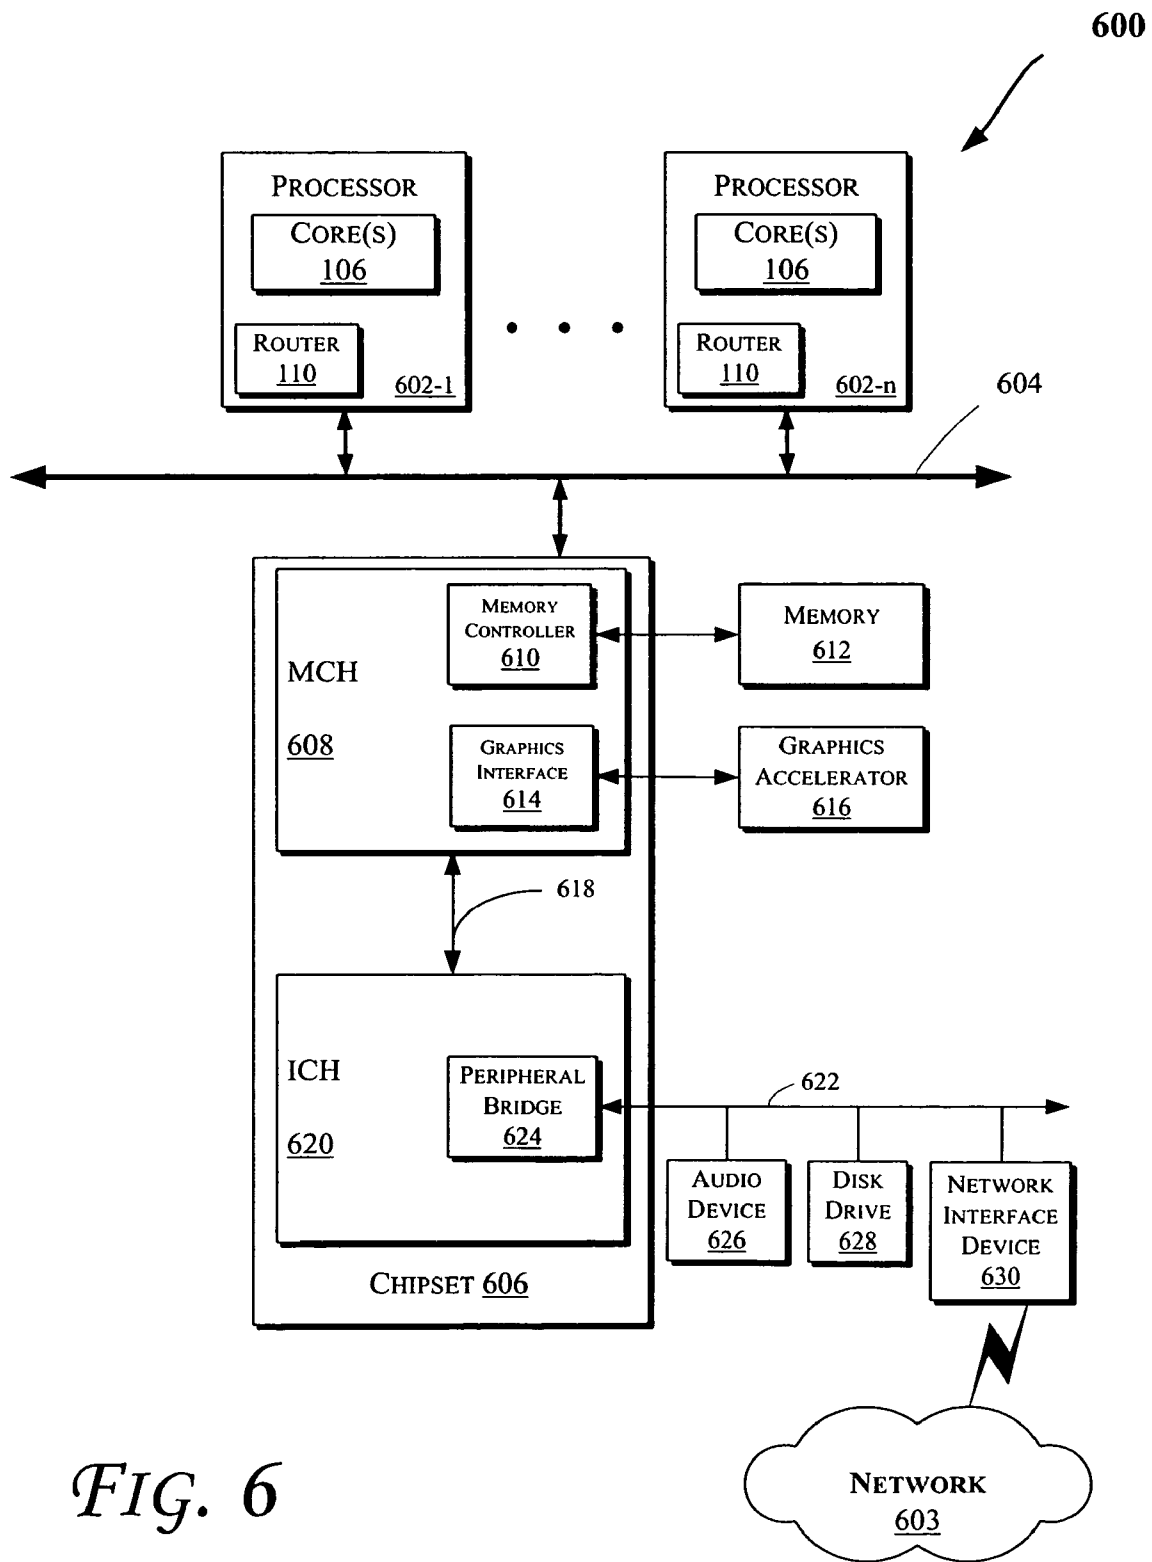 600
PROCESSOR
CORE(S)
106
ROUTER
110
602-1
PROCESSOR
CORE(S)
106
ROUTER
110
602-n
604
MEMORY
CONTROLLER
610
MEMORY
612
MCH
608
GRAPHICS
INTERFACE
614
GRAPHICS
ACCELERATOR
616
618
ICH
620
PERIPHERAL
BRIDGE
624
622
AUDIO
DEVICE
626
DISK
DRIVE
628
NETWORK
INTERFACE
DEVICE
630
CHIPSET 606
NETWORK
603
FIG. 6